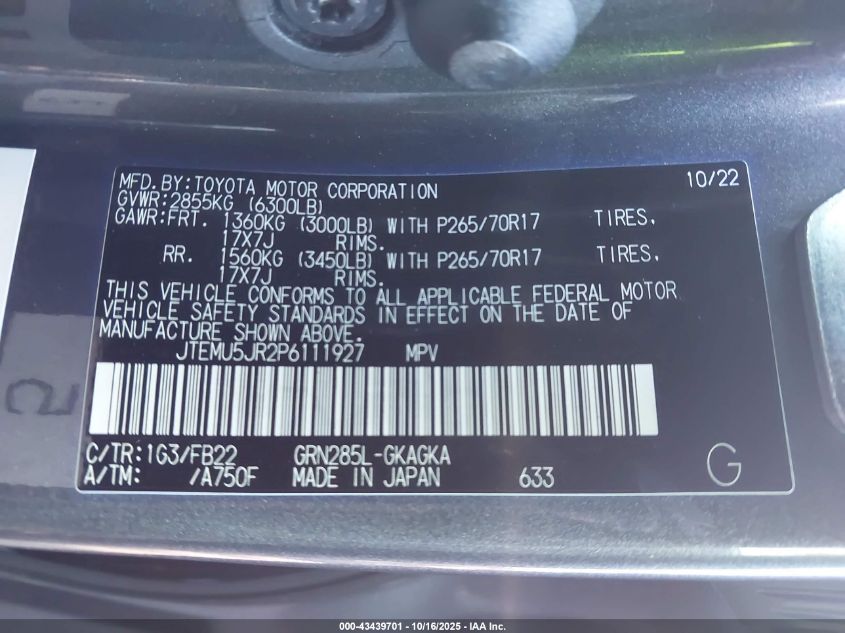 MFD. BY: TOYOTA MOTOR CORPORATION 10/22
GVWR: 2855KG (6300LB)
GAWR: FRT. 1360KG (3000LB) WITH P265/70R17 TIRES,
17X7J RIMS.
RR. 1560KG (3450LB) WITH P265/70R17 TIRES,
17X7J RIMS.
THIS VEHICLE CONFORMS TO ALL APPLICABLE FEDERAL MOTOR
VEHICLE SAFETY STANDARDS IN EFFECT ON THE DATE OF
MANUFACTURE SHOWN ABOVE.
JTEMU5JR2P6111927 MPV
C/TR: 1G3/FB22 GRN285L-GKAGKA
A/TM: /A750F MADE IN JAPAN 633 G
000-43439701 - 10/16/2025 - IAA Inc.